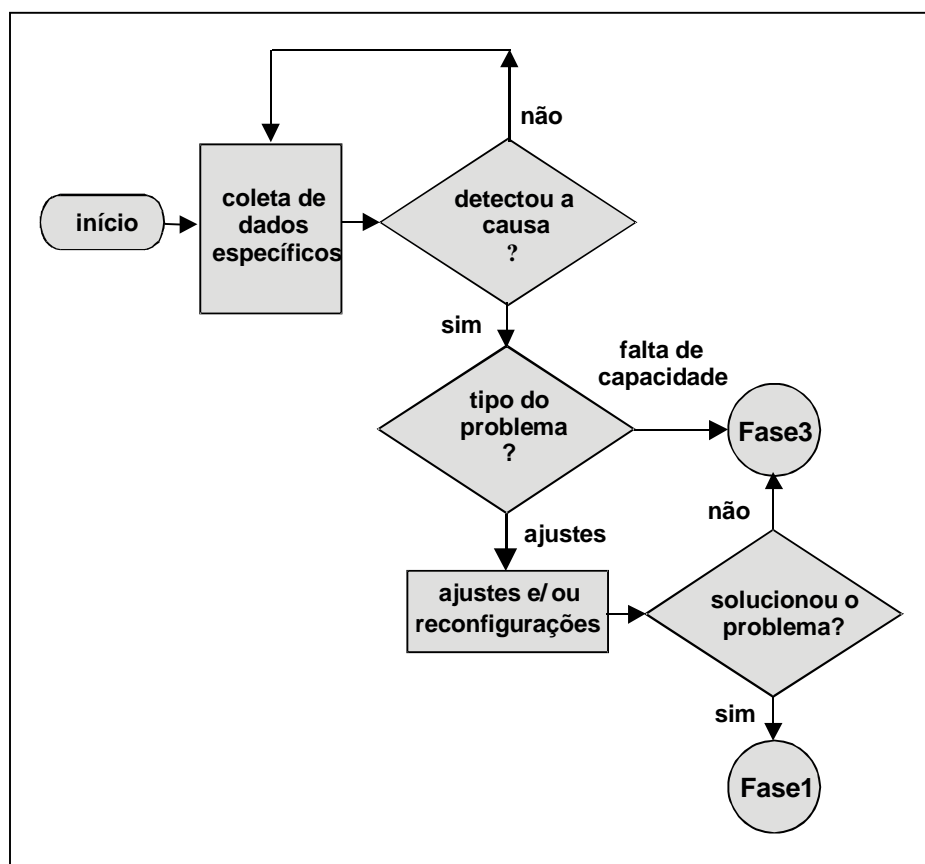 não
início
coleta de
dados
específicos
detectou a
causa
?
sim
falta de
capacidade
tipo do
problema
?
Fase3
não
ajustes
ajustes e/ ou
reconfigurações
solucionou o
problema?
sim
Fase1